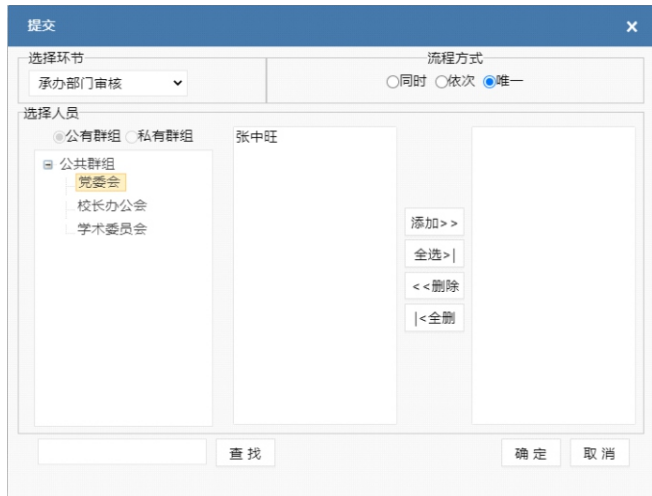 提交
选择环节
流程方式
承办部门审核
同时 依次 唯一
选择人员
公有群组 私有群组
公共群组
党委会
校长办公会
学术委员会
张中旺
添加>>
全选>|
<<删除
|<全删
查找
确定 取消